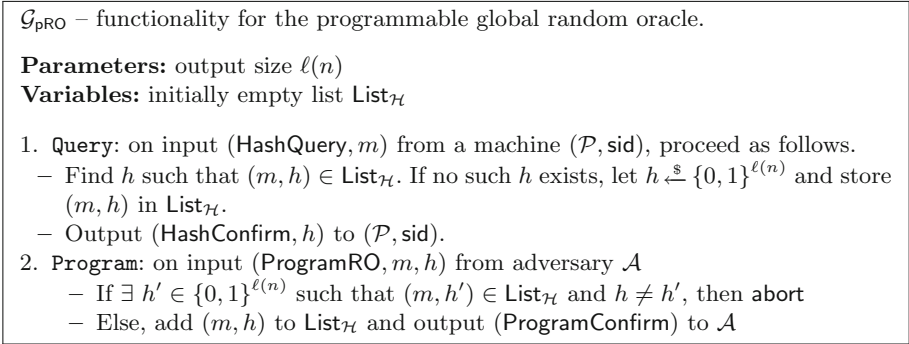 𝒢_pRO – functionality for the programmable global random oracle.
Parameters: output size ℓ(n)
Variables: initially empty list List_ℋ
1. Query: on input (HashQuery, m) from a machine (𝒫, sid), proceed as follows.
– Find h such that (m, h) ∈ List_ℋ. If no such h exists, let h ←$ {0, 1}^ℓ(n) and store
(m, h) in List_ℋ.
– Output (HashConfirm, h) to (𝒫, sid).
2. Program: on input (ProgramRO, m, h) from adversary 𝒜
– If ∃ h′ ∈ {0, 1}^ℓ(n) such that (m, h′) ∈ List_ℋ and h ≠ h′, then abort
– Else, add (m, h) to List_ℋ and output (ProgramConfirm) to 𝒜